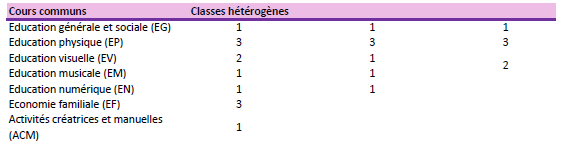 Cours communs Classes hétérogènes
Education générale et sociale (EG) 1 1 1
Education physique (EP) 3 3 3
Education visuelle (EV) 2 1
2
Education musicale (EM) 1 1
Education numérique (EN) 1 1
Economie familiale (EF) 3
Activités créatrices et manuelles
(ACM) 1